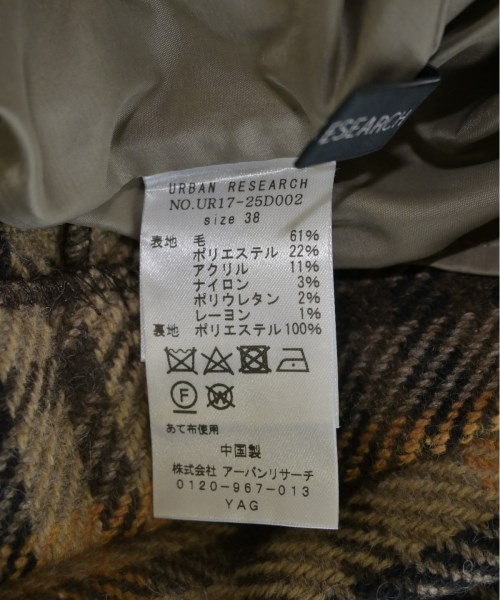 ESEARCH
URBAN RESEARCH
NO.UR17-25D002
size 38
表地 毛 61%
ポリエステル 22%
アクリル 11%
ナイロン 3%
ポリウレタン 2%
レーヨン 1%
裏地 ポリエステル100%
F W
あて布使用
中国製
株式会社 アーバンリサーチ
0120-967-013
YAG